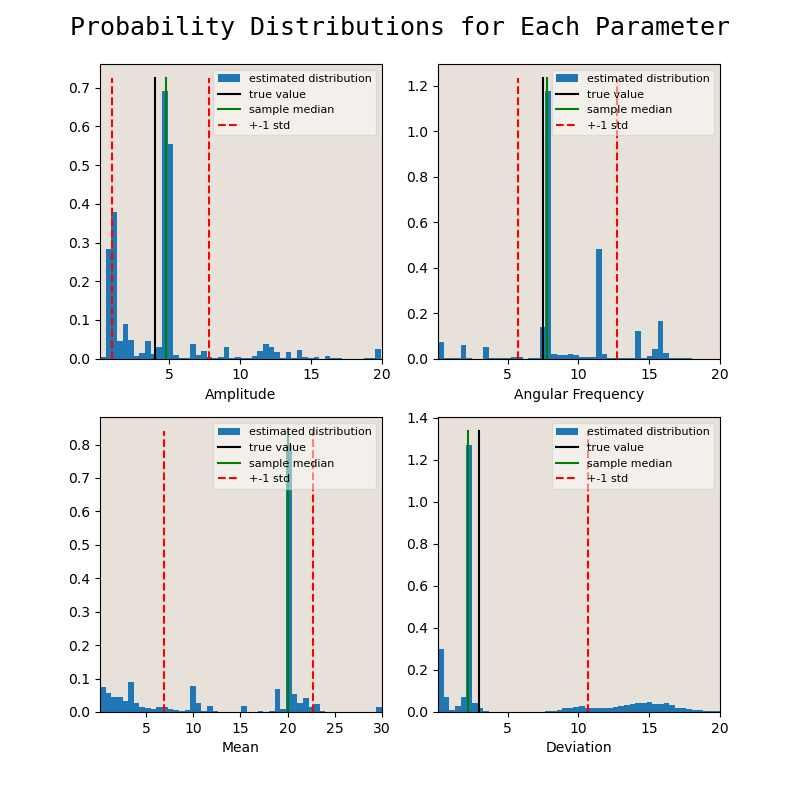 Probability Distributions for Each Parameter
0.7
0.6
0.5
0.4
0.3
0.2
0.1
0.0
estimated distribution
true value
sample median
+-1 std
5 10 15 20
Amplitude
1.2
1.0
0.8
0.6
0.4
0.2
0.0
estimated distribution
true value
sample median
+-1 std
5 10 15 20
Angular Frequency
0.8
0.7
0.6
0.5
0.4
0.3
0.2
0.1
0.0
estimated distribution
true value
sample median
+-1 std
5 10 15 20 25 30
Mean
1.4
1.2
1.0
0.8
0.6
0.4
0.2
0.0
estimated distribution
true value
sample median
+-1 std
5 10 15 20
Deviation